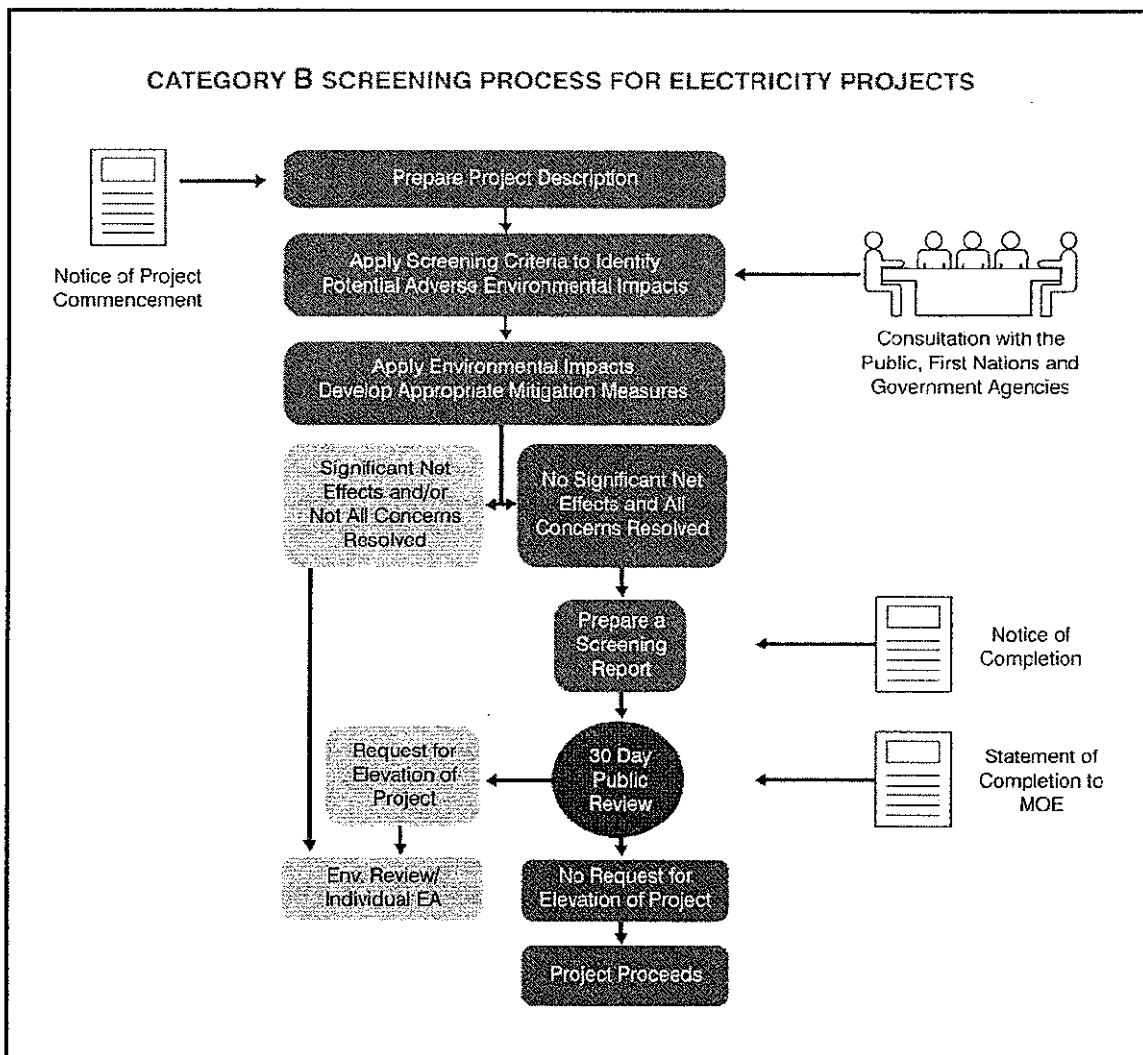 CATEGORY B SCREENING PROCESS FOR ELECTRICITY PROJECTS
Prepare Project Description
Notice of Project
Commencement
Apply Screening Criteria to Identify
Potential Adverse Environmental Impacts
Consultation with the
Public, First Nations and
Government Agencies
Apply Environmental Impacts
Develop Appropriate Mitigation Measures
Significant Net
Effects and/or
Not All Concerns
Resolved
No Significant Net
Effects and All
Concerns Resolved
Prepare a
Screening
Report
Notice of
Completion
Request for
Elevation of
Project
30 Day
Public
Review
Statement of
Completion to
MOE
Env. Review/
Individual EA
No Request for
Elevation of Project
Project Proceeds